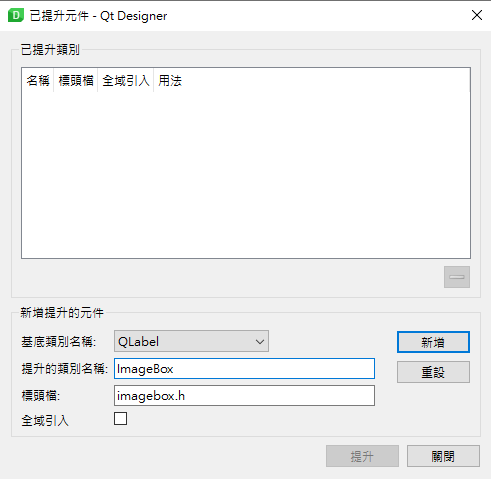 D 已提升元件 - Qt Designer
已提升類別
名稱 標頭檔 全域引入 用法
新增提升的元件
基底類別名稱: QLabel 新增
提升的類別名稱: ImageBox 重設
標頭檔: imagebox.h
全域引入
提升 關閉